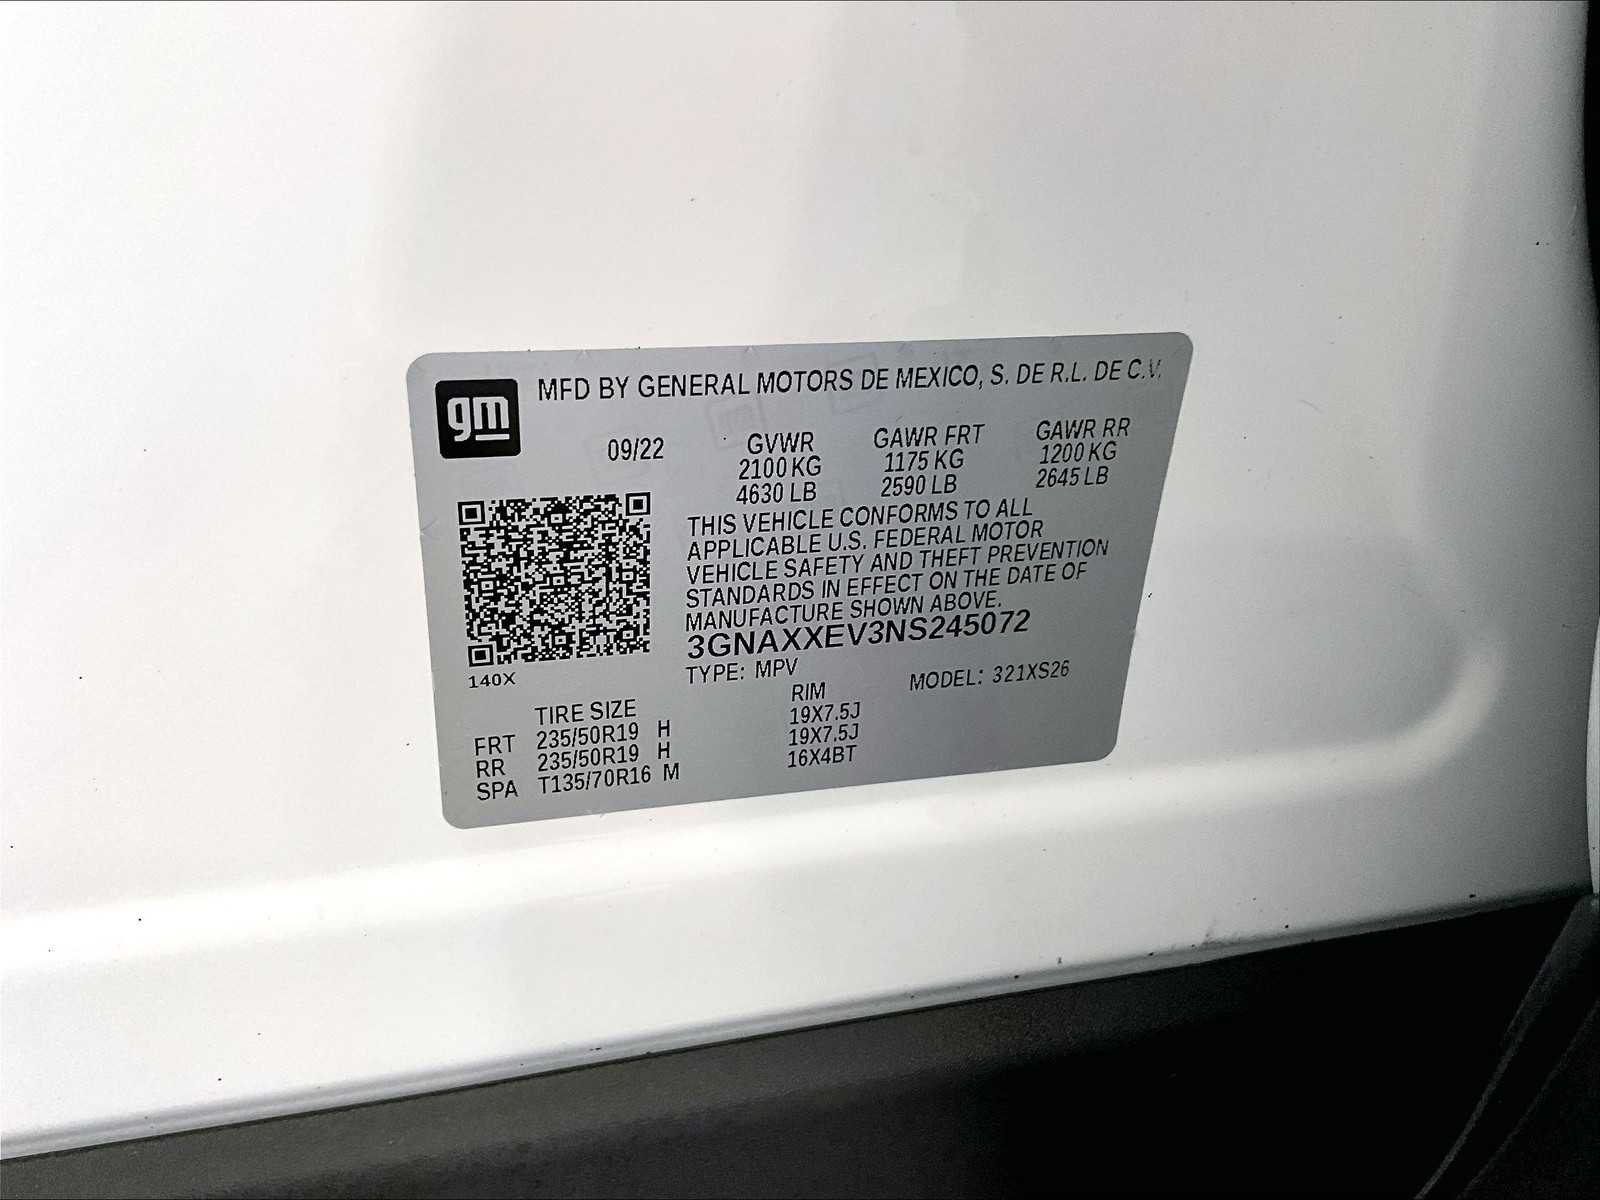 gm
MFD BY GENERAL MOTORS DE MEXICO, S. DE R.L. DE C.V.
09/22
GVWR GAWR FRT GAWR RR
2100 KG 1175 KG 1200 KG
4630 LB 2590 LB 2645 LB
THIS VEHICLE CONFORMS TO ALL
APPLICABLE U.S. FEDERAL MOTOR
VEHICLE SAFETY AND THEFT PREVENTION
STANDARDS IN EFFECT ON THE DATE OF
MANUFACTURE SHOWN ABOVE.
3GNAXXEV3NS245072
140X
TYPE: MPV MODEL: 321XS26
TIRE SIZE RIM
FRT 235/50R19 H 19X7.5J
RR 235/50R19 H 19X7.5J
SPA T135/70R16 M 16X4BT